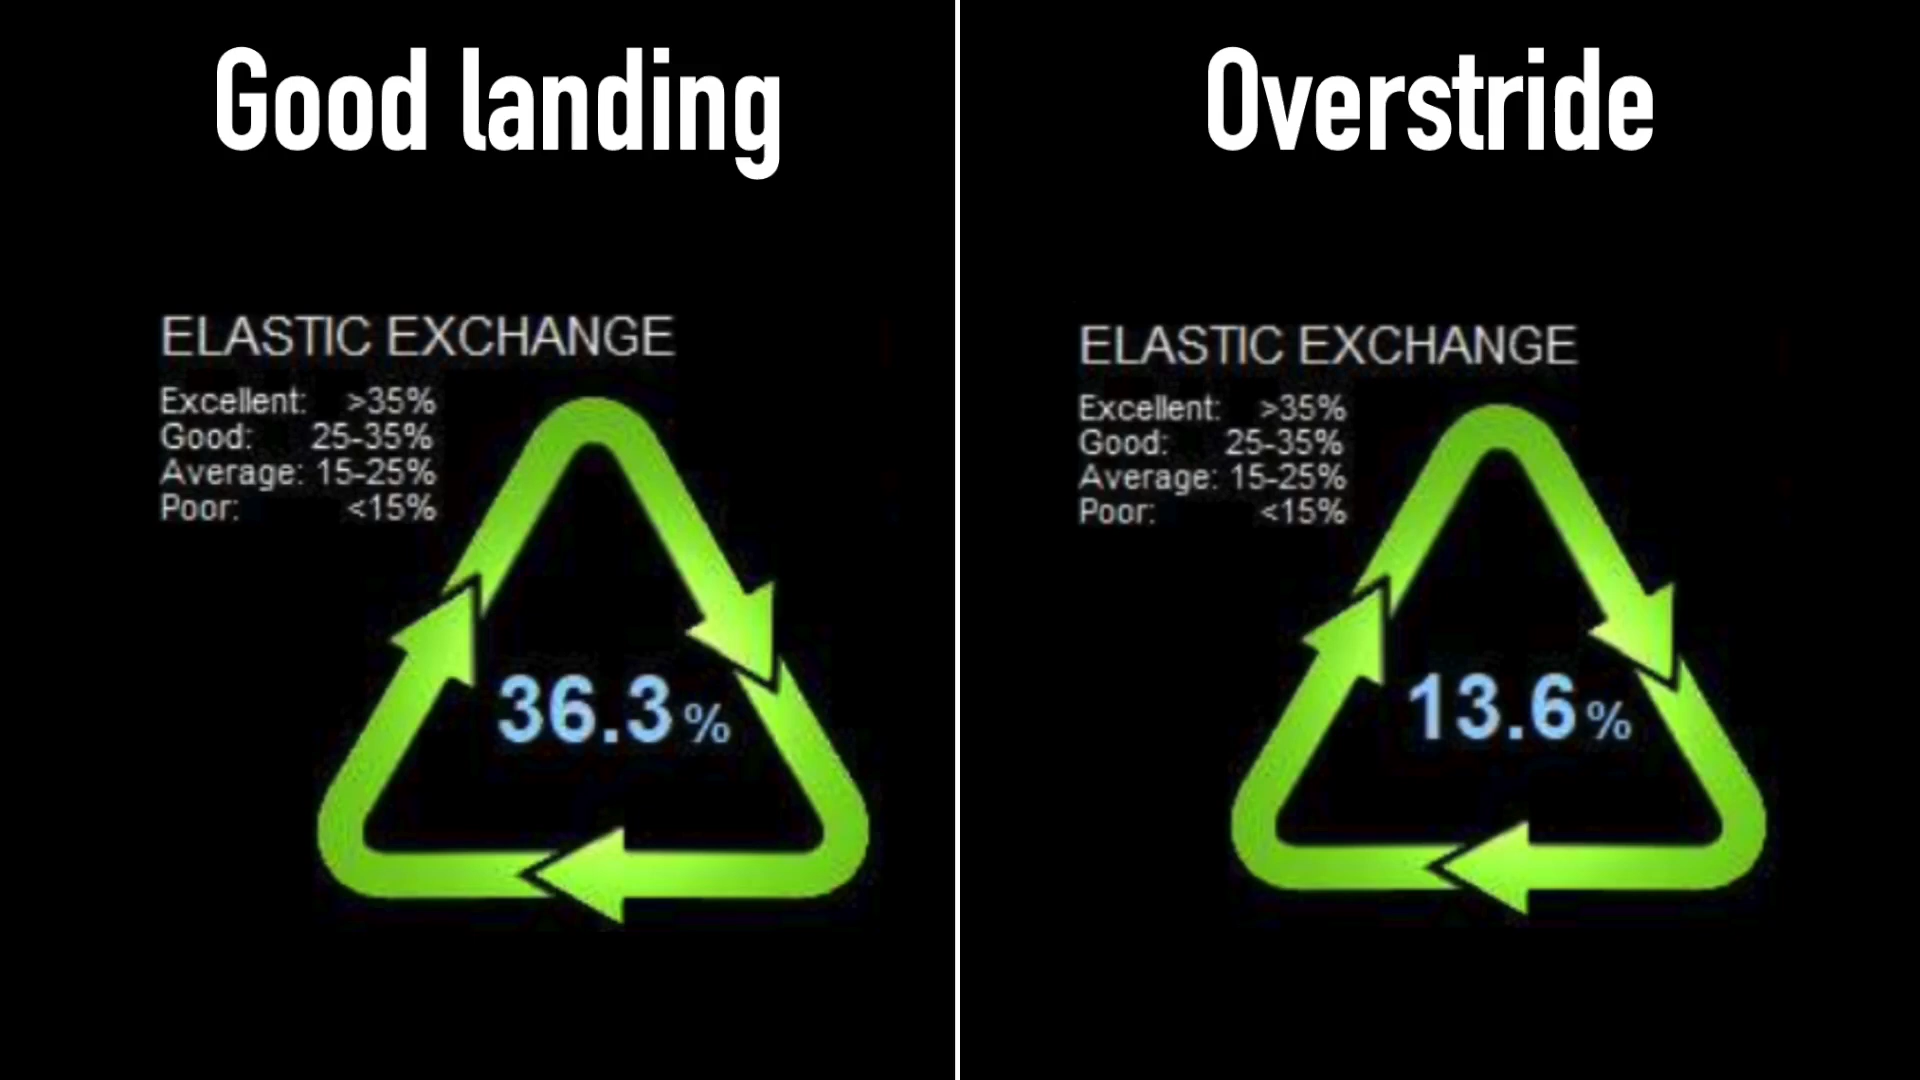 Good landing
ELASTIC EXCHANGE
Excellent: >35%
Good: 25-35%
Average: 15-25%
Poor: <15%
36.3%
Overstride
ELASTIC EXCHANGE
Excellent: >35%
Good: 25-35%
Average: 15-25%
Poor: <15%
13.6%